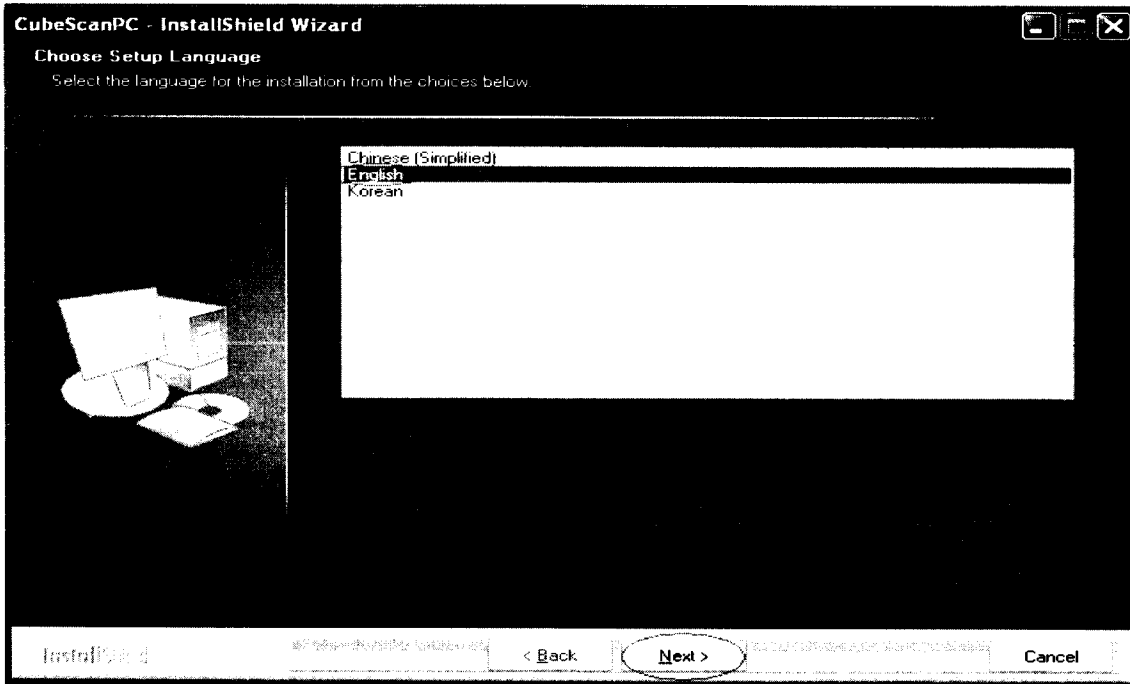 CubeScanPC - InstallShield Wizard
Choose Setup Language
Select the language for the installation from the choices below.
Chinese (Simplified)
English
Korean
InstallShield
< Back
Next >
Cancel